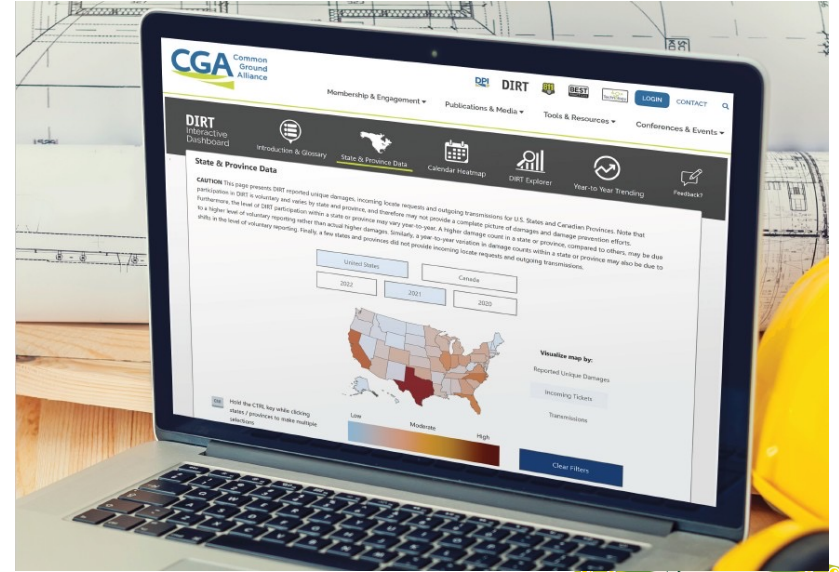 CGA Common
Ground
Alliance
DPI DIRT BEST LOGIN CONTACT
Membership & Engagement Publications & Media Tools & Resources Conferences & Events
DIRT
Interactive
Dashboard
Introduction & Glossary State & Province Data Calendar Heatmap DIRT Explorer Year-to Year Trending Feedback?
State & Province Data
CAUTION This page presents DIRT reported unique damages, incoming locate requests and outgoing transmissions for U.S. States and Canadian Provinces. Note that
participation in DIRT is voluntary and varies by state and province, and therefore may not provide a complete picture of damages and damage prevention efforts.
Furthermore, the level of DIRT participation within a state or province may vary year-to-year. A higher damage count in a state or province, compared to others, may be due
to a higher level of voluntary reporting rather than actual higher damages. Similarly, a year-to-year variation in damage counts within a state or province may also be due to
shifts in the level of voluntary reporting. Finally, a few states and provinces did not provide incoming locate requests and outgoing transmissions.
United States Canada
2022 2021 2020
Visualize map by:
Reported Unique Damages
Incoming Tickets
Transmissions
Ctrl Hold the CTRL key while clicking
states / provinces to make multiple
selections
Low Moderate High
Clear Filters